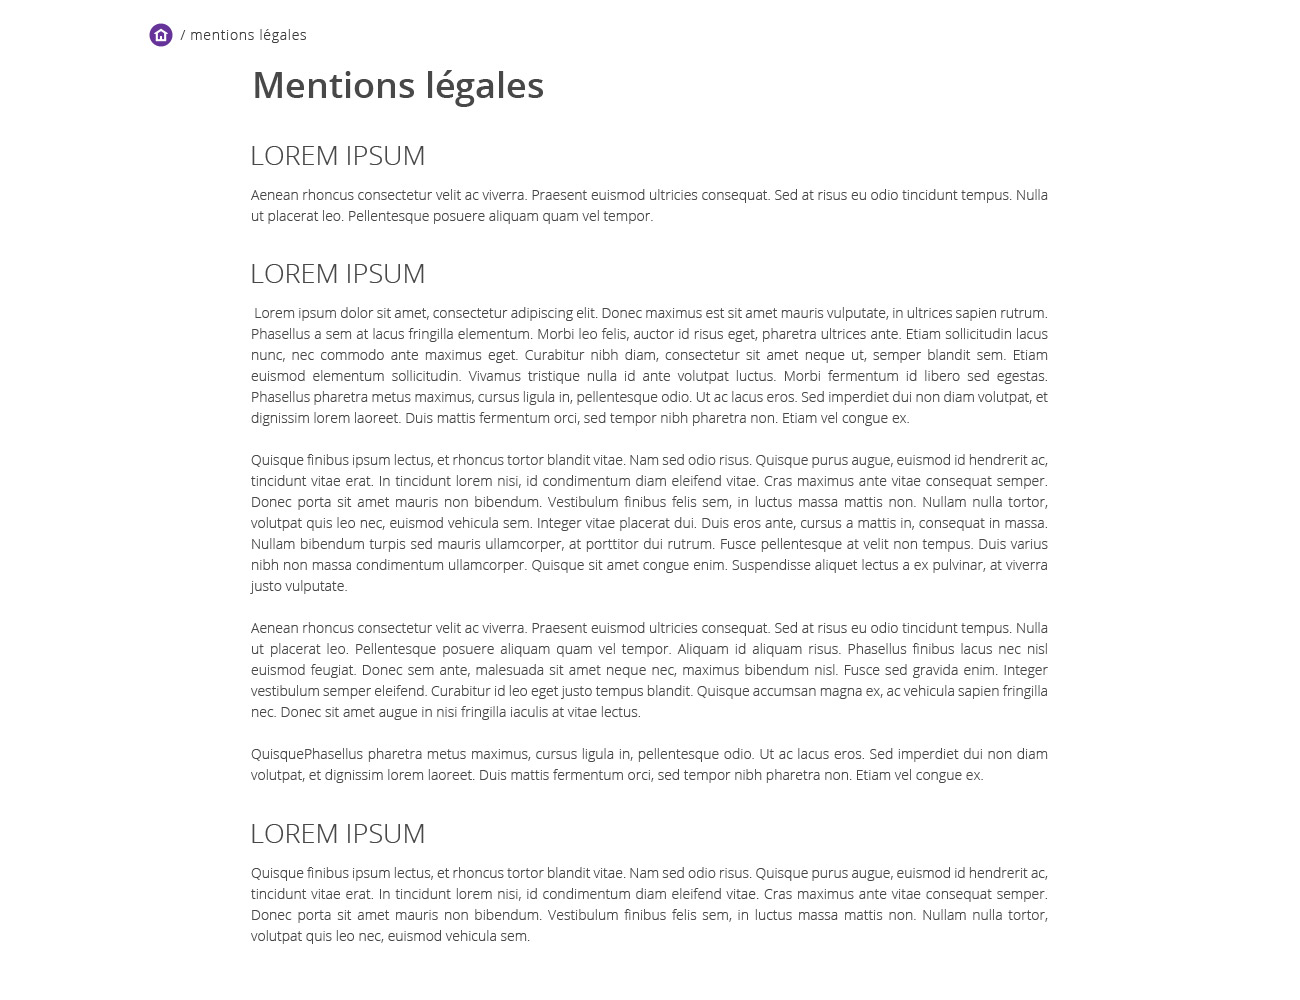 / mentions légales
Mentions légales
LOREM IPSUM
Aenean rhoncus consectetur velit ac viverra. Praesent euismod ultricies consequat. Sed at risus eu odio tincidunt tempus. Nulla
ut placerat leo. Pellentesque posuere aliquam quam vel tempor.
LOREM IPSUM
Lorem ipsum dolor sit amet, consectetur adipiscing elit. Donec maximus est sit amet mauris vulputate, in ultrices sapien rutrum.
Phasellus a sem at lacus fringilla elementum. Morbi leo felis, auctor id risus eget, pharetra ultrices ante. Etiam sollicitudin lacus
nunc, nec commodo ante maximus eget. Curabitur nibh diam, consectetur sit amet neque ut, semper blandit sem. Etiam
euismod elementum sollicitudin. Vivamus tristique nulla id ante volutpat luctus. Morbi fermentum id libero sed egestas.
Phasellus pharetra metus maximus, cursus ligula in, pellentesque odio. Ut ac lacus eros. Sed imperdiet dui non diam volutpat, et
dignissim lorem laoreet. Duis mattis fermentum orci, sed tempor nibh pharetra non. Etiam vel congue ex.
Quisque finibus ipsum lectus, et rhoncus tortor blandit vitae. Nam sed odio risus. Quisque purus augue, euismod id hendrerit ac,
tincidunt vitae erat. In tincidunt lorem nisi, id condimentum diam eleifend vitae. Cras maximus ante vitae consequat semper.
Donec porta sit amet mauris non bibendum. Vestibulum finibus felis sem, in luctus massa mattis non. Nullam nulla tortor,
volutpat quis leo nec, euismod vehicula sem. Integer vitae placerat dui. Duis eros ante, cursus a mattis in, consequat in massa.
Nullam bibendum turpis sed mauris ullamcorper, at porttitor dui rutrum. Fusce pellentesque at velit non tempus. Duis varius
nibh non massa condimentum ullamcorper. Quisque sit amet congue enim. Suspendisse aliquet lectus a ex pulvinar, at viverra
justo vulputate.
Aenean rhoncus consectetur velit ac viverra. Praesent euismod ultricies consequat. Sed at risus eu odio tincidunt tempus. Nulla
ut placerat leo. Pellentesque posuere aliquam quam vel tempor. Aliquam id aliquam risus. Phasellus finibus lacus nec nisl
euismod feugiat. Donec sem ante, malesuada sit amet neque nec, maximus bibendum nisl. Fusce sed gravida enim. Integer
vestibulum semper eleifend. Curabitur id leo eget justo tempus blandit. Quisque accumsan magna ex, ac vehicula sapien fringilla
nec. Donec sit amet augue in nisi fringilla iaculis at vitae lectus.
QuisquePhasellus pharetra metus maximus, cursus ligula in, pellentesque odio. Ut ac lacus eros. Sed imperdiet dui non diam
volutpat, et dignissim lorem laoreet. Duis mattis fermentum orci, sed tempor nibh pharetra non. Etiam vel congue ex.
LOREM IPSUM
Quisque finibus ipsum lectus, et rhoncus tortor blandit vitae. Nam sed odio risus. Quisque purus augue, euismod id hendrerit ac,
tincidunt vitae erat. In tincidunt lorem nisi, id condimentum diam eleifend vitae. Cras maximus ante vitae consequat semper.
Donec porta sit amet mauris non bibendum. Vestibulum finibus felis sem, in luctus massa mattis non. Nullam nulla tortor,
volutpat quis leo nec, euismod vehicula sem.